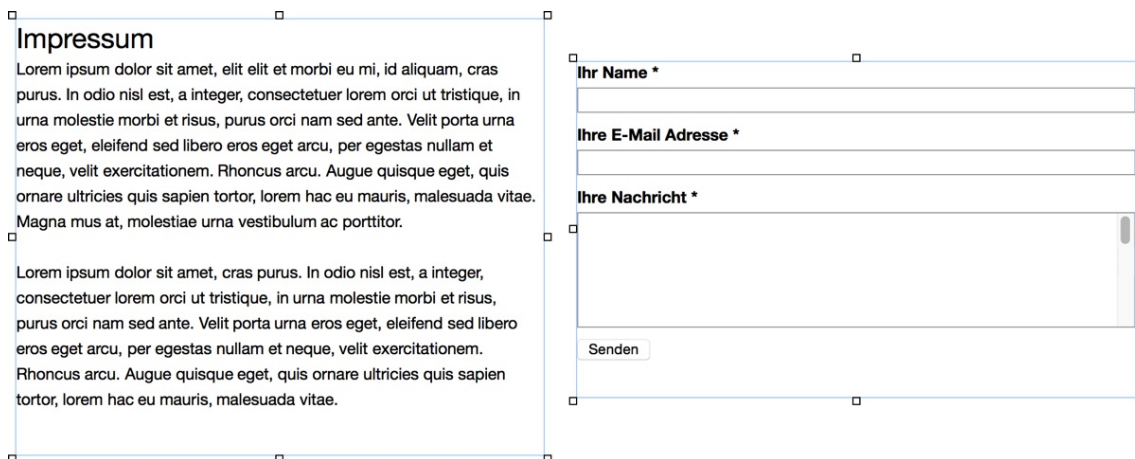 Impressum
Lorem ipsum dolor sit amet, elit elit et morbi eu mi, id aliquam, cras
purus. In odio nisl est, a integer, consectetuer lorem orci ut tristique, in
urna molestie morbi et risus, purus orci nam sed ante. Velit porta urna
eros eget, eleifend sed libero eros eget arcu, per egestas nullam et
neque, velit exercitationem. Rhoncus arcu. Augue quisque eget, quis
ornare ultricies quis sapien tortor, lorem hac eu mauris, malesuada vitae.
Magna mus at, molestiae urna vestibulum ac porttitor.
Lorem ipsum dolor sit amet, cras purus. In odio nisl est, a integer,
consectetuer lorem orci ut tristique, in urna molestie morbi et risus,
purus orci nam sed ante. Velit porta urna eros eget, eleifend sed libero
eros eget arcu, per egestas nullam et neque, velit exercitationem.
Rhoncus arcu. Augue quisque eget, quis ornare ultricies quis sapien
tortor, lorem hac eu mauris, malesuada vitae.
Ihr Name *
Ihre E-Mail Adresse *
Ihre Nachricht *
Senden